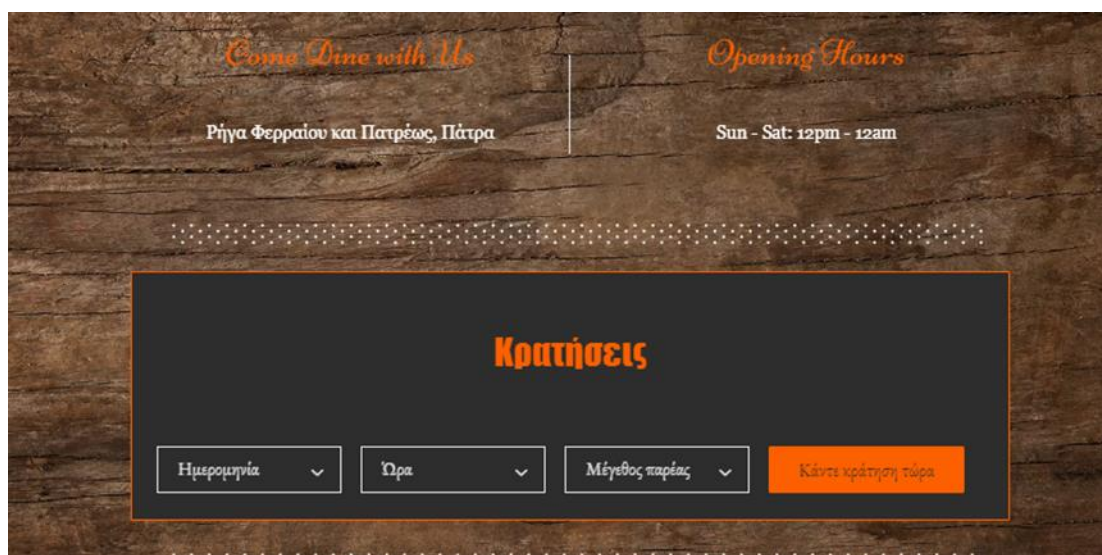 Come Dine with Us
Ρήγα Φερραίου και Πατρέως, Πάτρα
Opening Hours
Sun - Sat: 12pm - 12am
Κρατήσεις
Ημερομηνία
Ώρα
Μέγεθος παρέας
Κάντε κράτηση τώρα